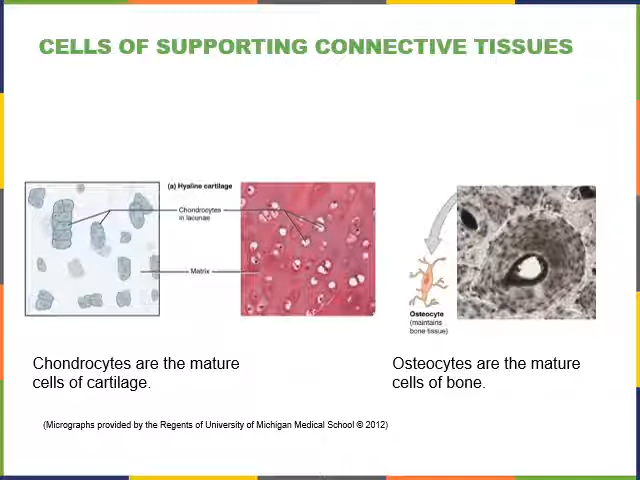 CELLS OF SUPPORTING CONNECTIVE TISSUES
(a) Hyaline cartilage
Chondrocytes
in lacunae
Matrix
Osteocyte
(maintains
bone tissue)
Chondrocytes are the mature
cells of cartilage.
Osteocytes are the mature
cells of bone.
(Micrographs provided by the Regents of University of Michigan Medical School © 2012)